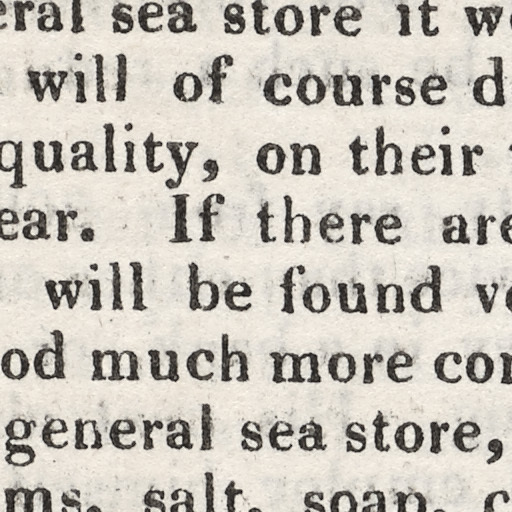 eral sea store it w
will of course d
quality, on their
ear. If there are
will be found v
od much more co
general sea store,
ms, salt, soap, c